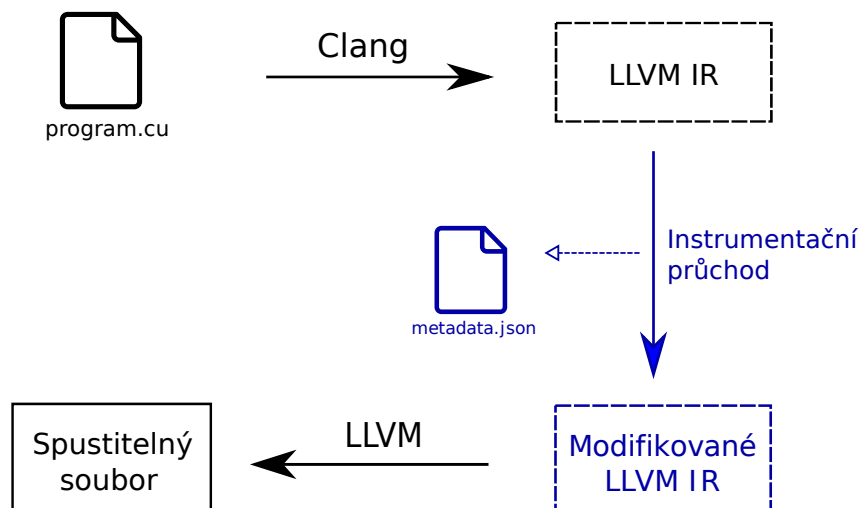 Clang
LLVM IR
program.cu
Instrumentační
průchod
metadata.json
LLVM
Spustitelný
soubor
Modifikované
LLVM IR